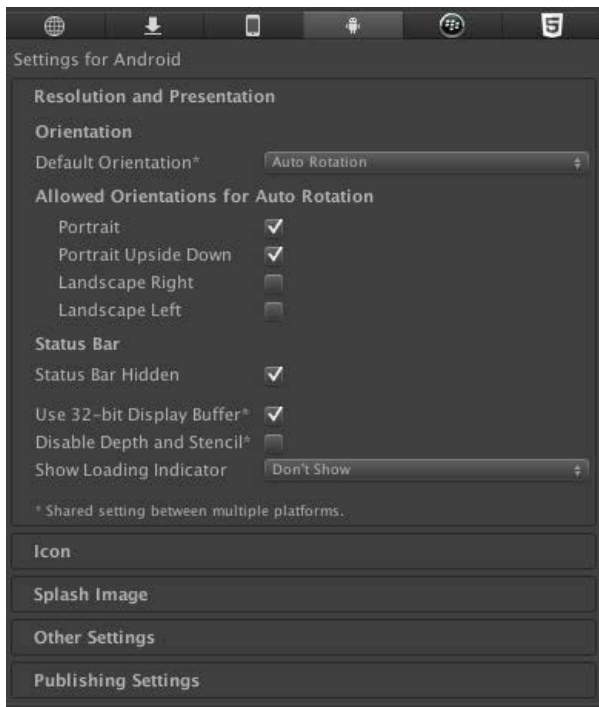 Settings for Android
Resolution and Presentation
Orientation
Default Orientation* Auto Rotation
Allowed Orientations for Auto Rotation
Portrait
Portrait Upside Down
Landscape Right
Landscape Left
Status Bar
Status Bar Hidden
Use 32-bit Display Buffer*
Disable Depth and Stencil*
Show Loading Indicator Don't Show
* Shared setting between multiple platforms.
Icon
Splash Image
Other Settings
Publishing Settings